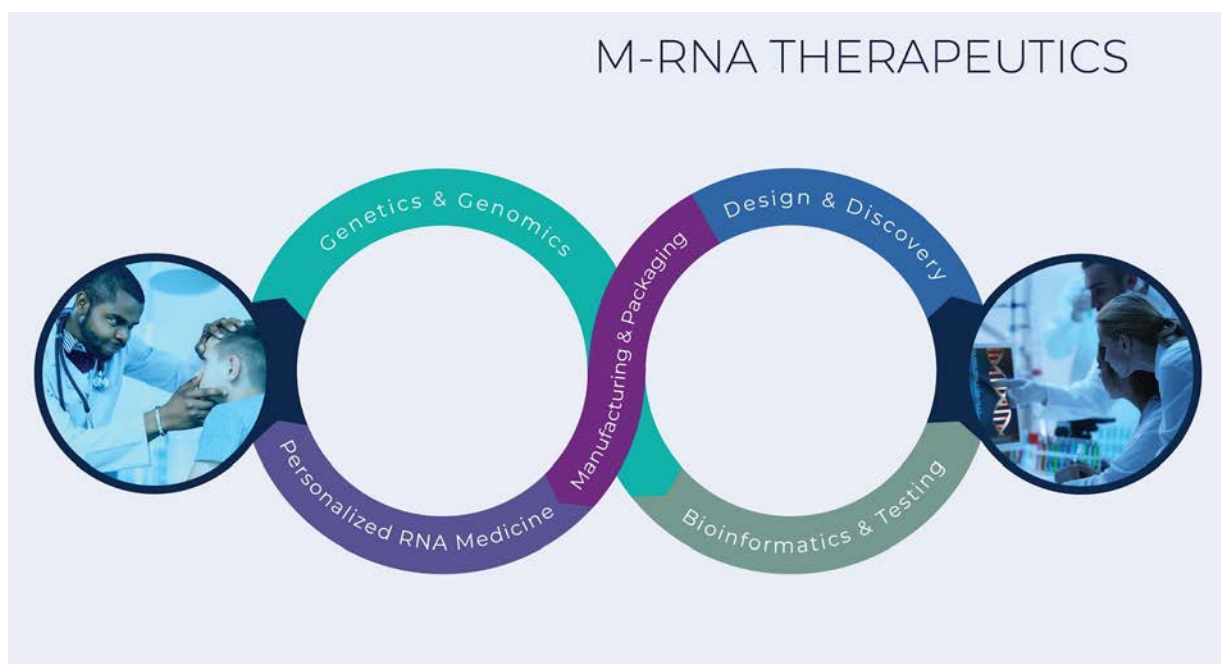 M-RNA THERAPEUTICS
Genetics & Genomics
Design & Discovery
Manufacturing & Packaging
Personalized RNA Medicine
Bioinformatics & Testing